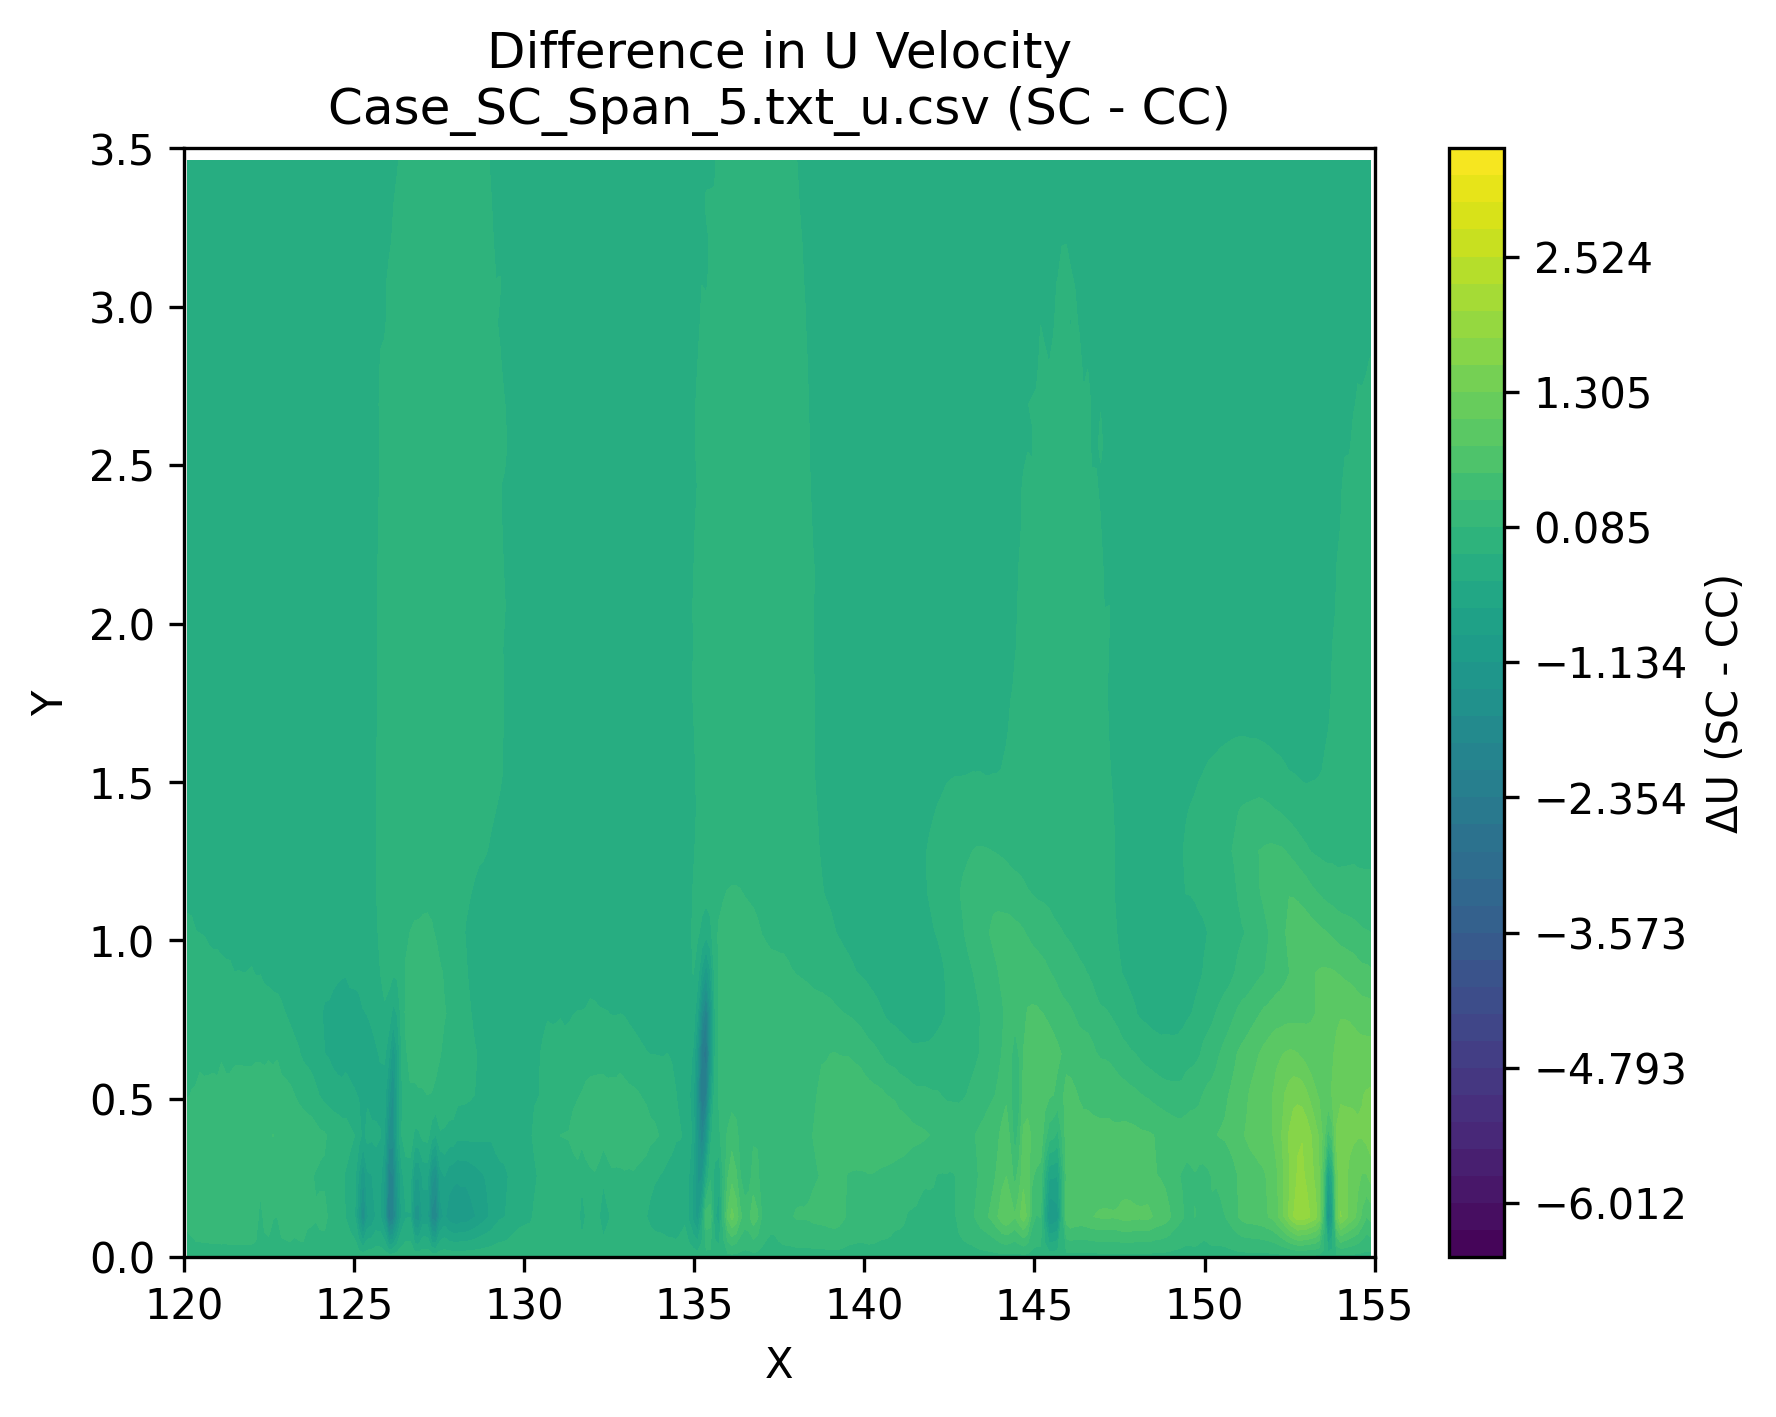 Difference in U Velocity
Case_SC_Span_5.txt_u.csv (SC - CC)
3.5
3.0
2.5
2.0
1.5
1.0
0.5
0.0
Y
120 125 130 135 140 145 150 155
X
2.524
1.305
0.085
−1.134
−2.354
−3.573
−4.793
−6.012
ΔU (SC - CC)